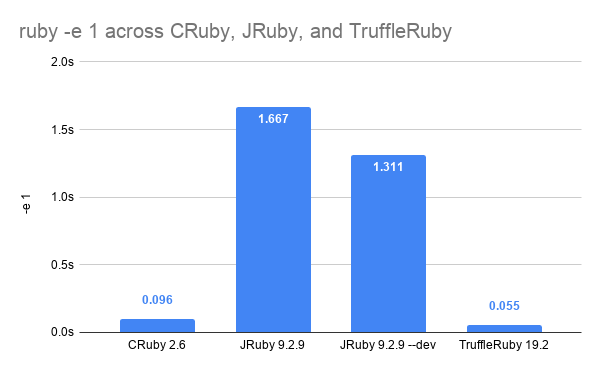 ruby -e 1 across CRuby, JRuby, and TruffleRuby
2.0s
1.5s
1.0s
0.5s
0.0s
-e 1
0.096
1.667
1.311
0.055
CRuby 2.6
JRuby 9.2.9
JRuby 9.2.9 --dev
TruffleRuby 19.2